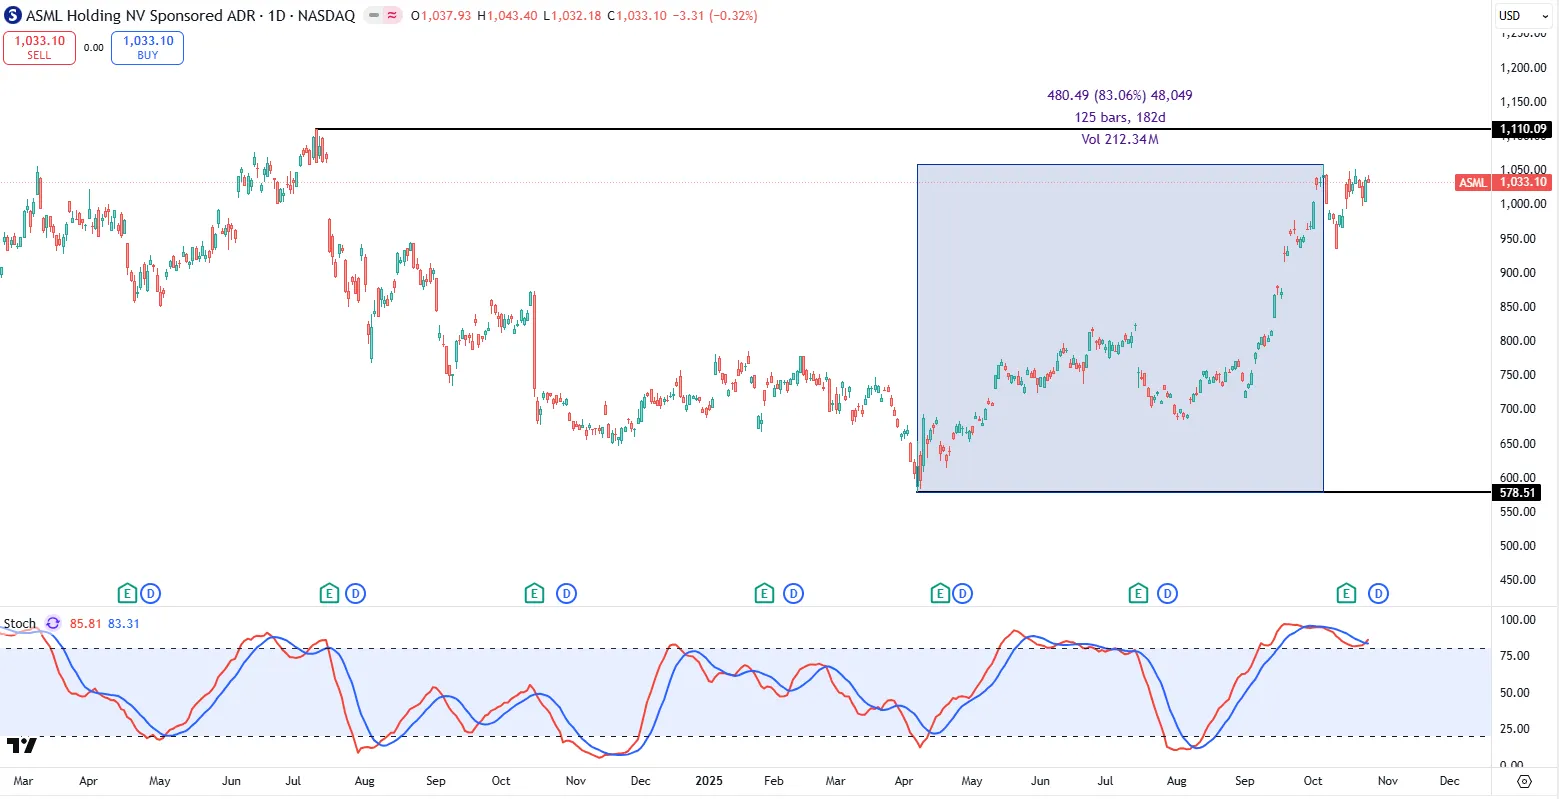 ASML Holding NV Sponsored ADR · 1D · NASDAQ O1,037.93 H1,043.40 L1,032.18 C1,033.10 −3.31 (−0.32%)
USD
1,033.10 0.00 1,033.10
SELL BUY
1,250.00
1,200.00
480.49 (83.06%) 48,049
1,150.00
125 bars, 182d
1,110.09
1,100.00
Vol 212.34M
1,050.00
ASML 1,033.10
1,000.00
950.00
900.00
850.00
800.00
750.00
700.00
650.00
600.00
578.51
550.00
500.00
450.00
E D E D E D E D E D E D E D
Stoch 85.81 83.31
100.00
75.00
50.00
25.00
0.00
Mar Apr May Jun Jul Aug Sep Oct Nov Dec 2025 Feb Mar Apr May Jun Jul Aug Sep Oct Nov Dec